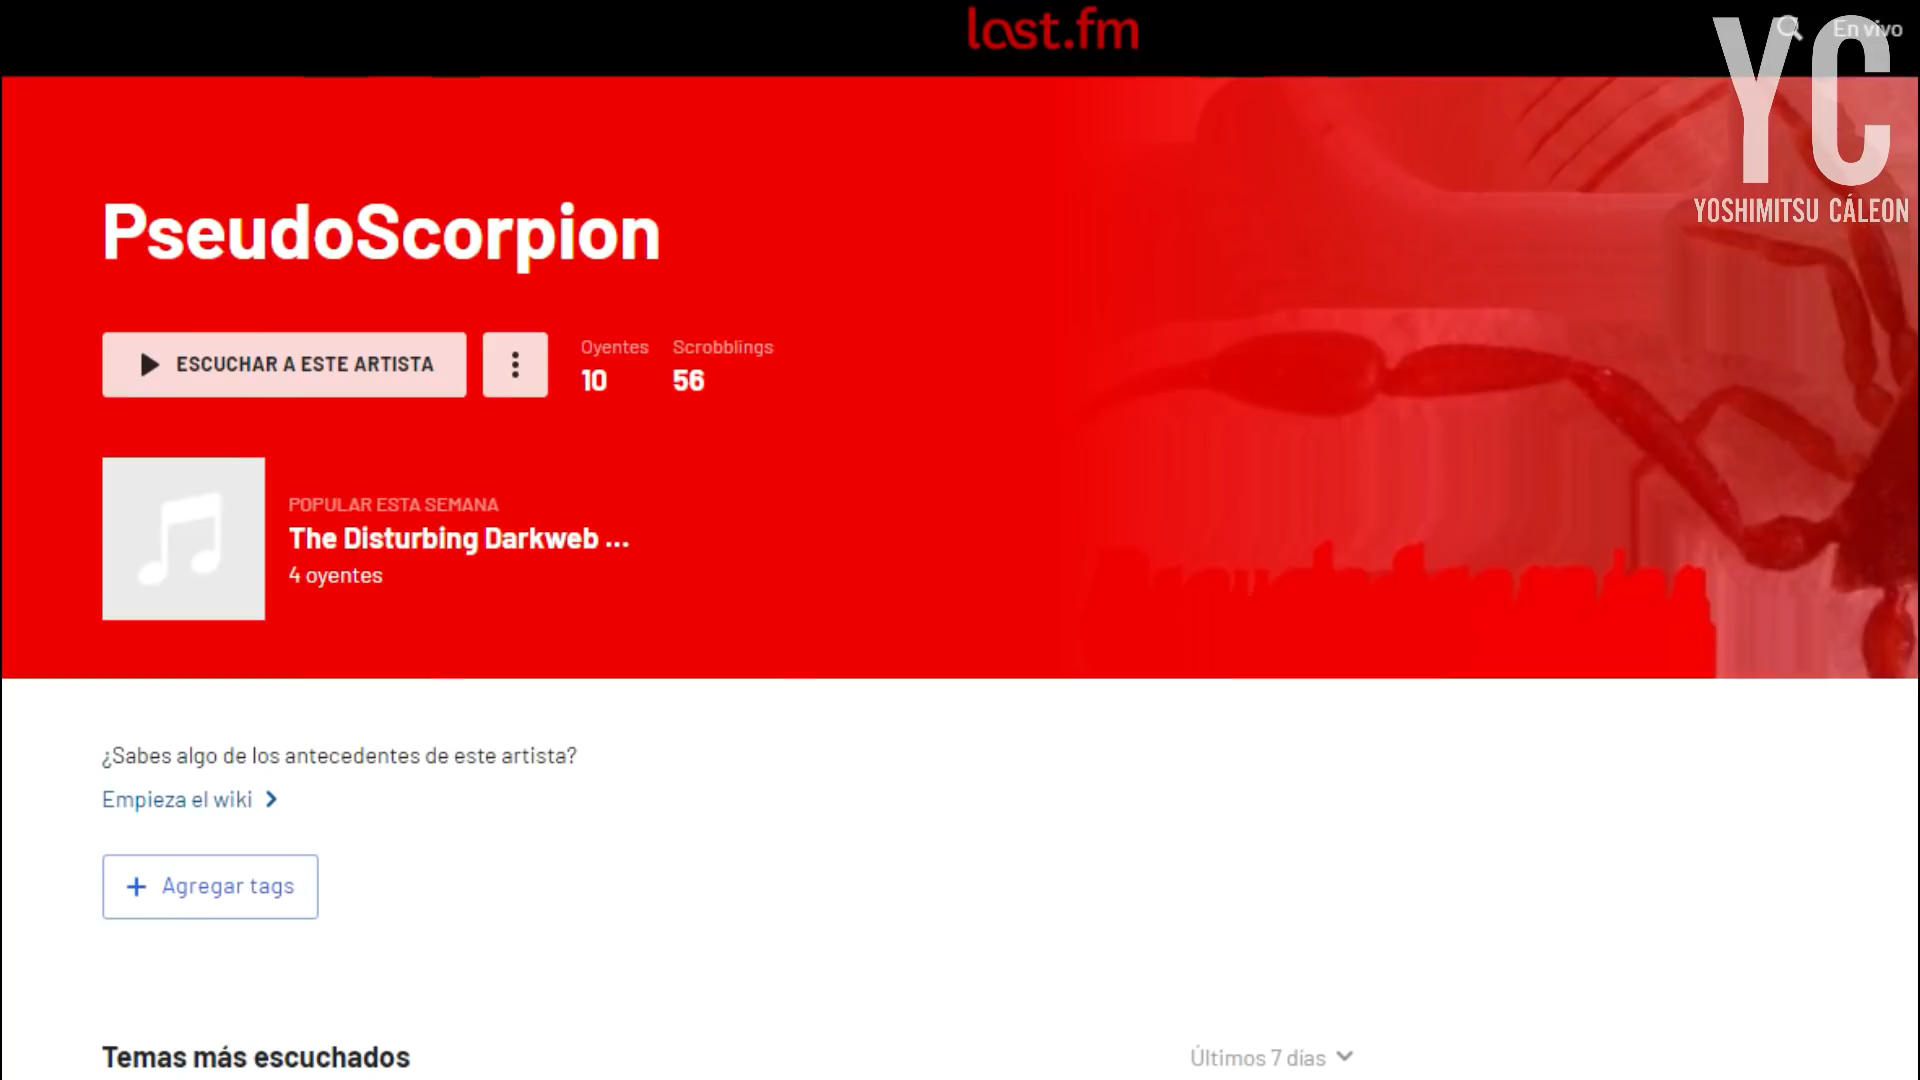 last.fm
En vivo
YC
YOSHIMITSU CÁLEON
PseudoScorpion
ESCUCHAR A ESTE ARTISTA
Oyentes Scrobblings
10 56
POPULAR ESTA SEMANA
The Disturbing Darkweb ...
4 oyentes
¿Sabes algo de los antecedentes de este artista?
Empieza el wiki
+ Agregar tags
Temas más escuchados
Últimos 7 días